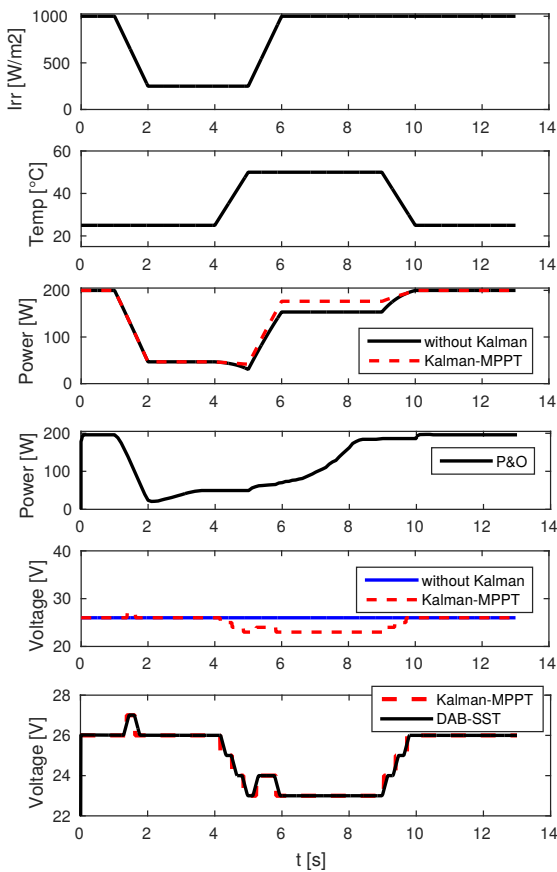 1000
500
0
Irr [W/m2]
0 2 4 6 8 10 12 14
60
40
20
Temp [°C]
0 2 4 6 8 10 12 14
200
100
0
Power [W]
without Kalman
Kalman-MPPT
0 2 4 6 8 10 12 14
200
100
0
Power [W]
P&O
0 2 4 6 8 10 12 14
40
30
20
Voltage [V]
without Kalman
Kalman-MPPT
0 2 4 6 8 10 12 14
28
26
24
22
Voltage [V]
Kalman-MPPT
DAB-SST
0 2 4 6 8 10 12 14
t [s]